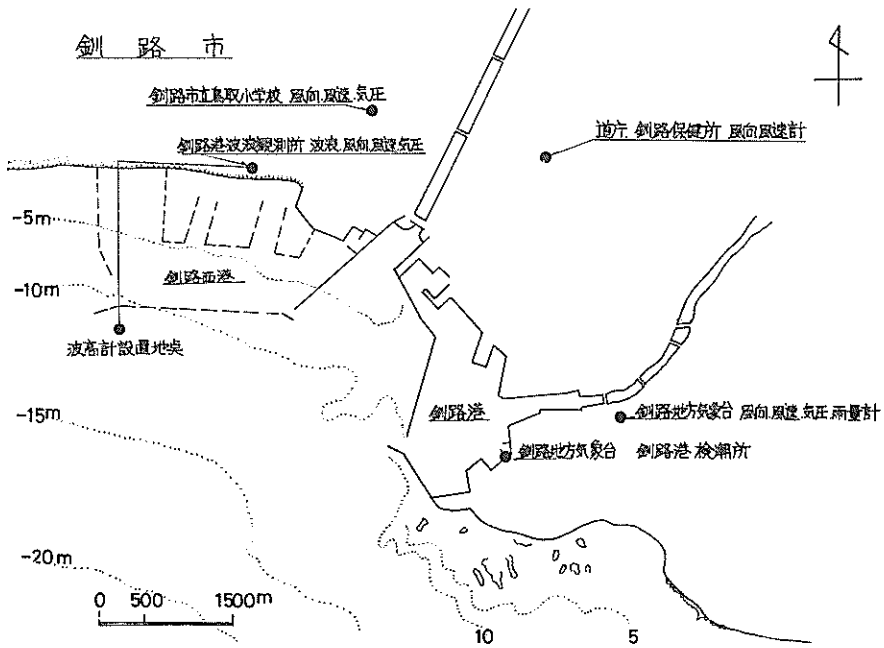 釧路市
釧路市立鳥取小学校 風向.風速.気圧
道庁 釧路保健所 風向風速計
釧路港波浪観測所 波浪.風向.風速.気圧
-5m
釧路西港
-10m
波高計設置地点
-15m
釧路港
釧路地方気象台 風向.風速.気圧.雨量計
釧路地方気象台 釧路港 検潮所
-20m
0 500 1500m
10 5